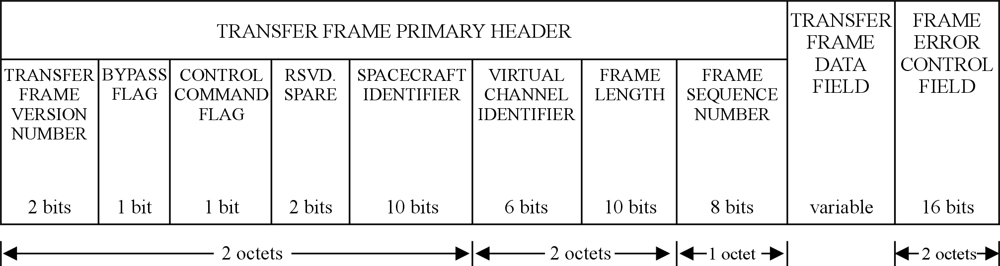 TRANSFER FRAME PRIMARY HEADER
TRANSFER
FRAME
DATA
FIELD
FRAME
ERROR
CONTROL
FIELD
TRANSFER
FRAME
VERSION
NUMBER
BYPASS
FLAG
CONTROL
COMMAND
FLAG
RSVD.
SPARE
SPACECRAFT
IDENTIFIER
VIRTUAL
CHANNEL
IDENTIFIER
FRAME
LENGTH
FRAME
SEQUENCE
NUMBER
2 bits
1 bit
1 bit
2 bits
10 bits
6 bits
10 bits
8 bits
variable
16 bits
2 octets
2 octets
1 octet
2 octets